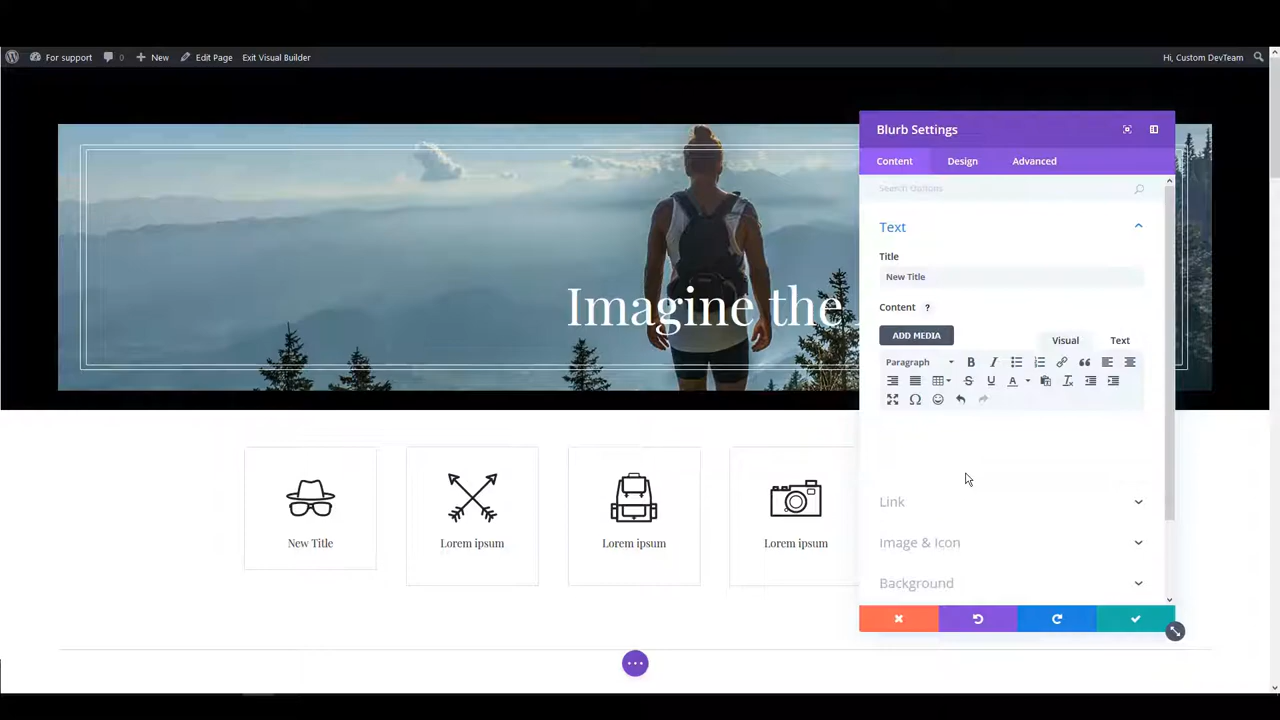 For support 0 New Edit Page Exit Visual Builder Hi, Custom DevTeam
Imagine the
Blurb Settings
Content Design Advanced
Search Options
Text
Title
New Title
Content ?
ADD MEDIA
Visual Text
Paragraph B I
S U A
Link
Image & Icon
Background
New Title
Lorem ipsum
Lorem ipsum
Lorem ipsum